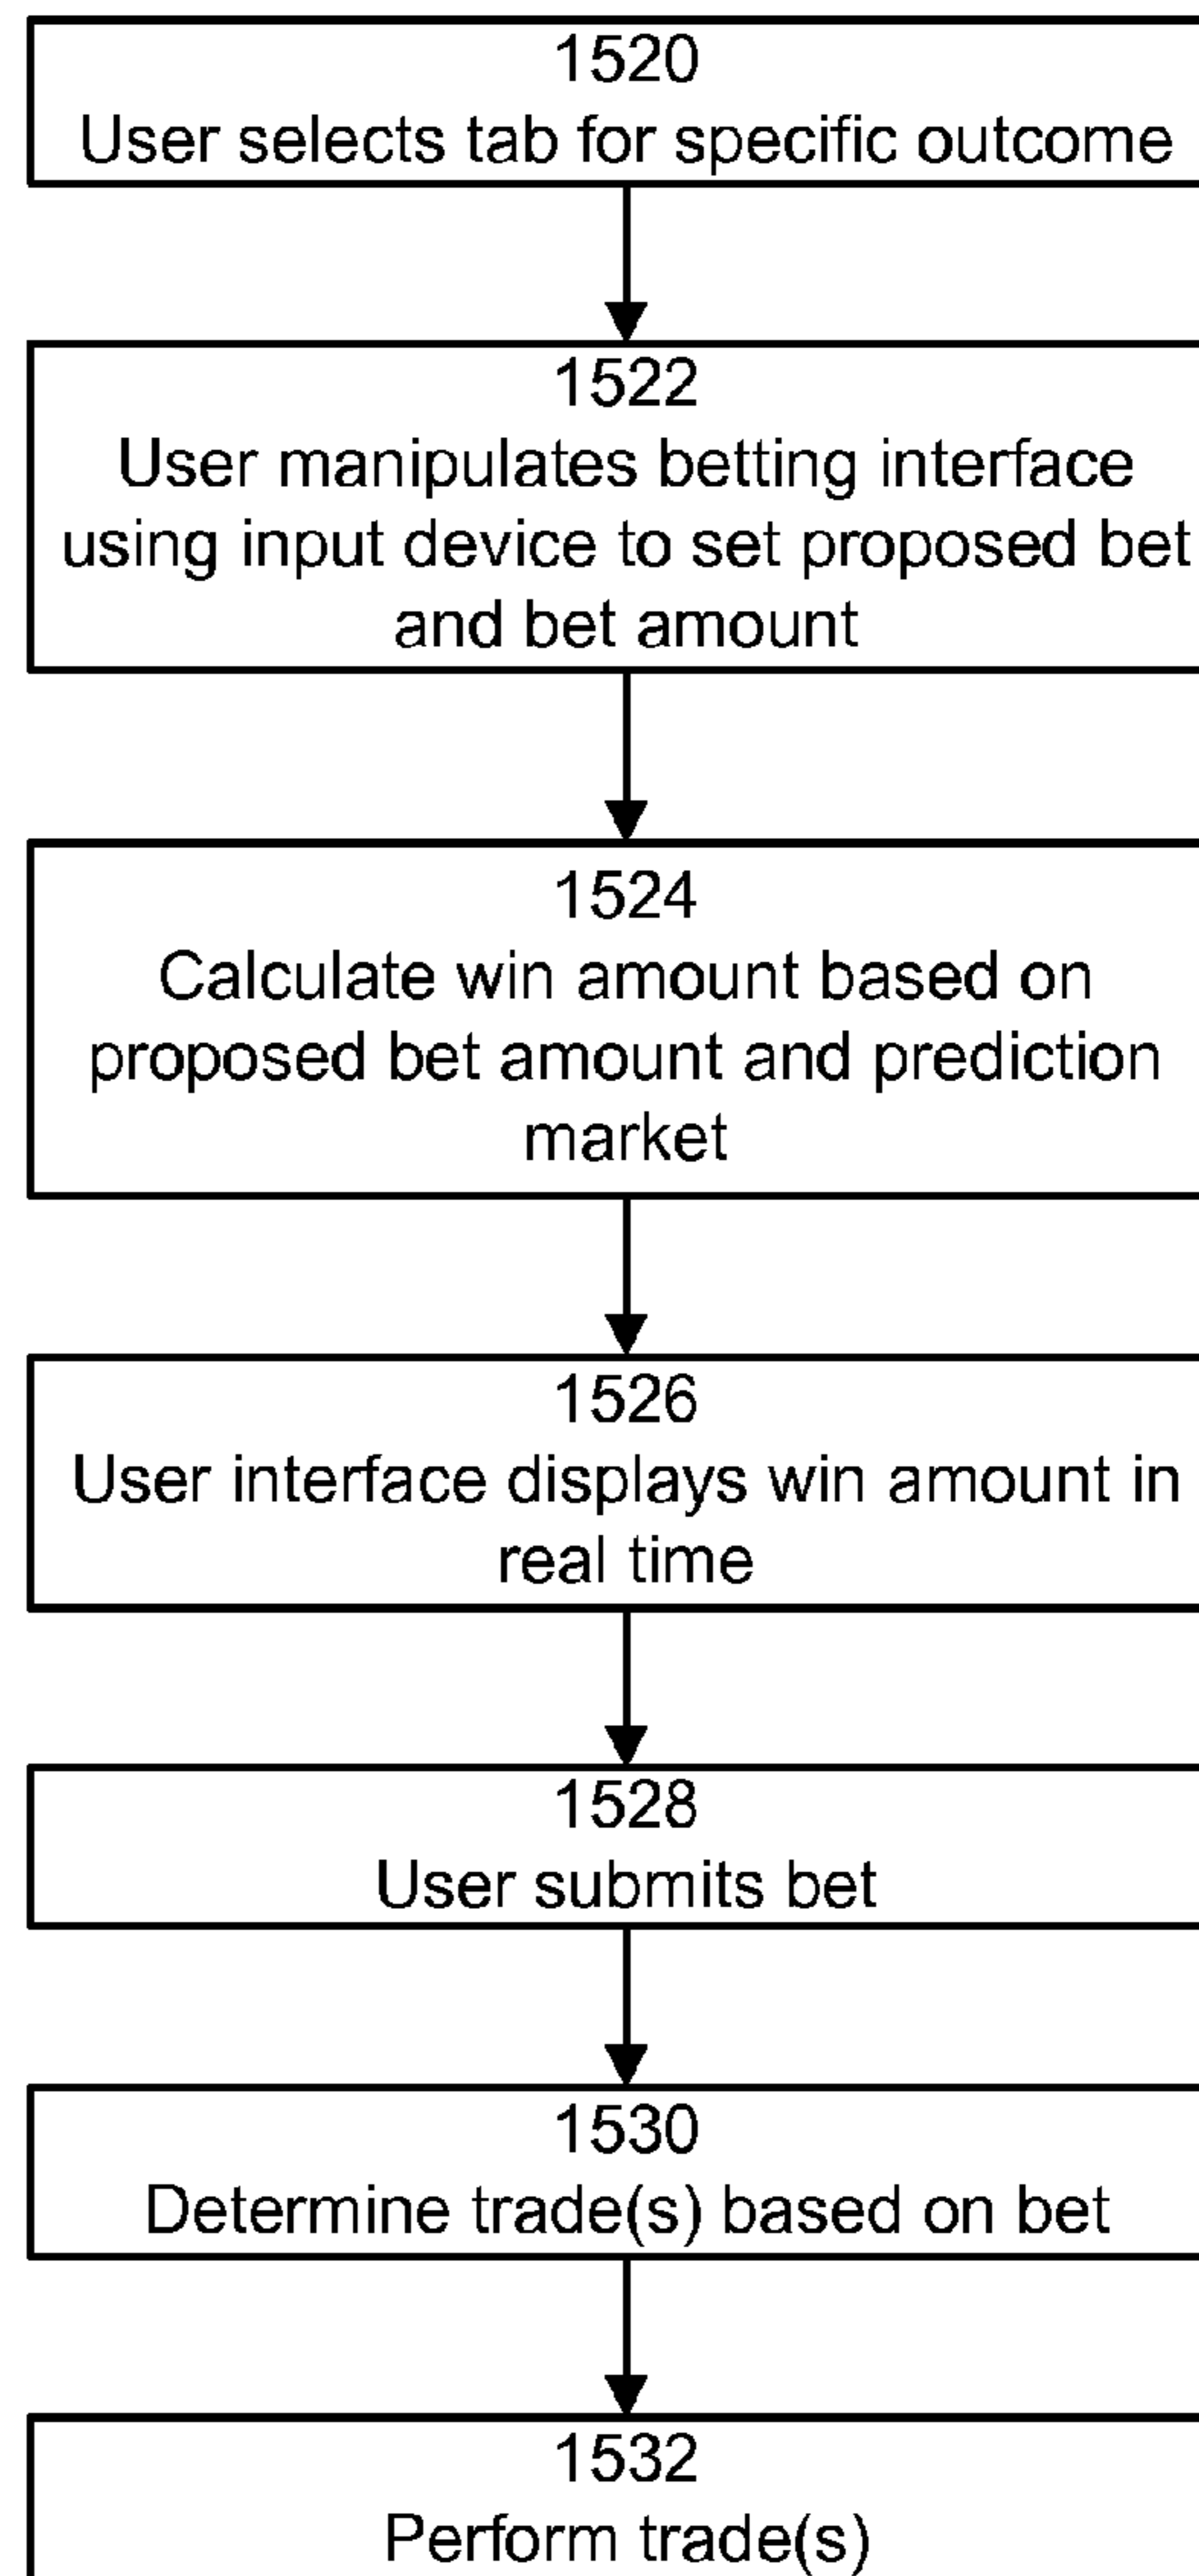 1520
User selects tab for specific outcome
1522
User manipulates betting interface
using input device to set proposed bet
and bet amount
1524
Calculate win amount based on
proposed bet amount and prediction
market
1526
User interface displays win amount in
real time
1528
User submits bet
1530
Determine trade(s) based on bet
1532
Perform trade(s)